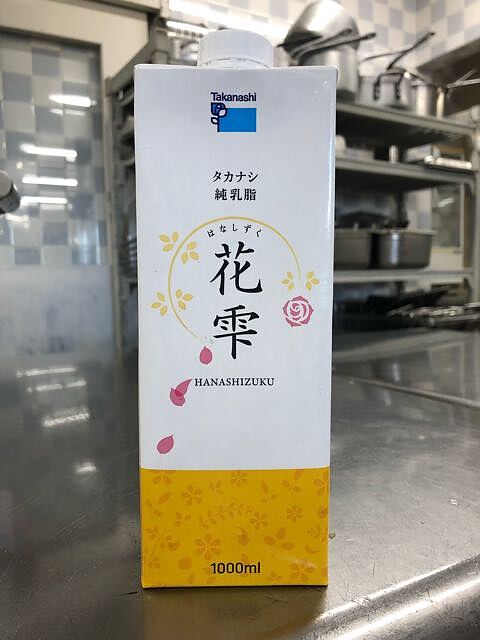 Takanashi
タカナシ
純乳脂
はなしずく
花
雫
HANASHIZUKU
1000ml